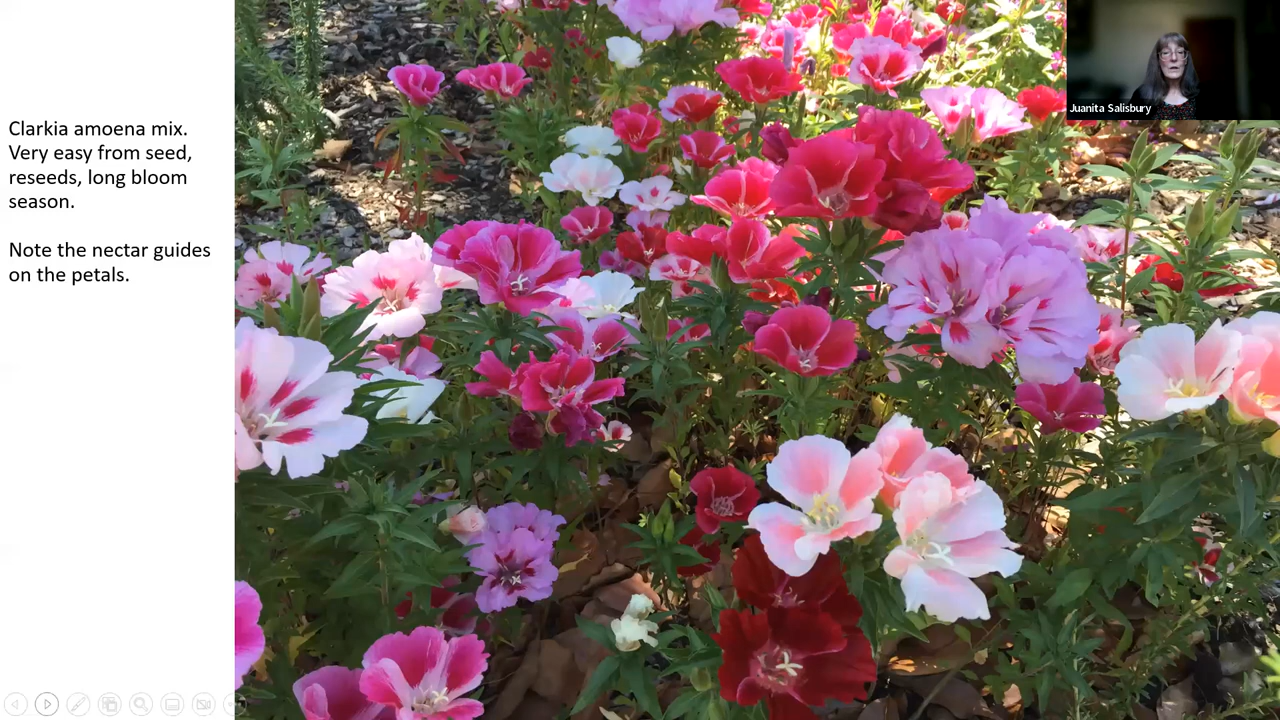 Clarkia amoena mix.
Very easy from seed,
reseeds, long bloom
season.
Note the nectar guides
on the petals.
Juanita Salisbury